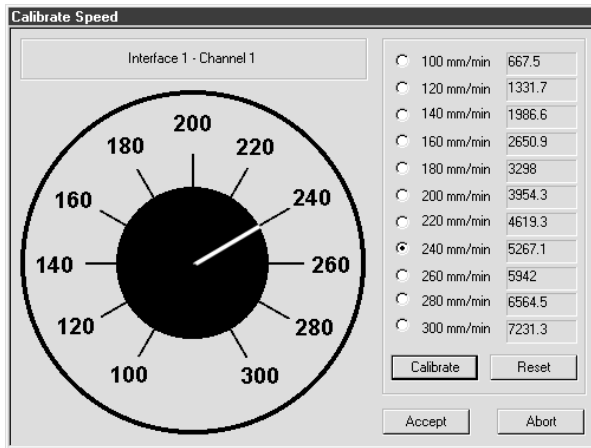 Calibrate Speed
Interface 1 - Channel 1
200
180
220
160
240
140
260
120
280
100
300
100 mm/min 667.5
120 mm/min 1331.7
140 mm/min 1986.6
160 mm/min 2650.9
180 mm/min 3298
200 mm/min 3954.3
220 mm/min 4619.3
240 mm/min 5267.1
260 mm/min 5942
280 mm/min 6564.5
300 mm/min 7231.3
Calibrate Reset
Accept Abort